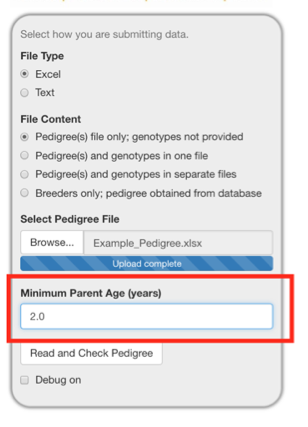 Select how you are submitting data.
File Type
Excel
Text
File Content
Pedigree(s) file only; genotypes not provided
Pedigree(s) and genotypes in one file
Pedigree(s) and genotypes in separate files
Breeders only; pedigree obtained from database
Select Pedigree File
Browse... Example_Pedigree.xlsx
Upload complete
Minimum Parent Age (years)
2.0
Read and Check Pedigree
Debug on